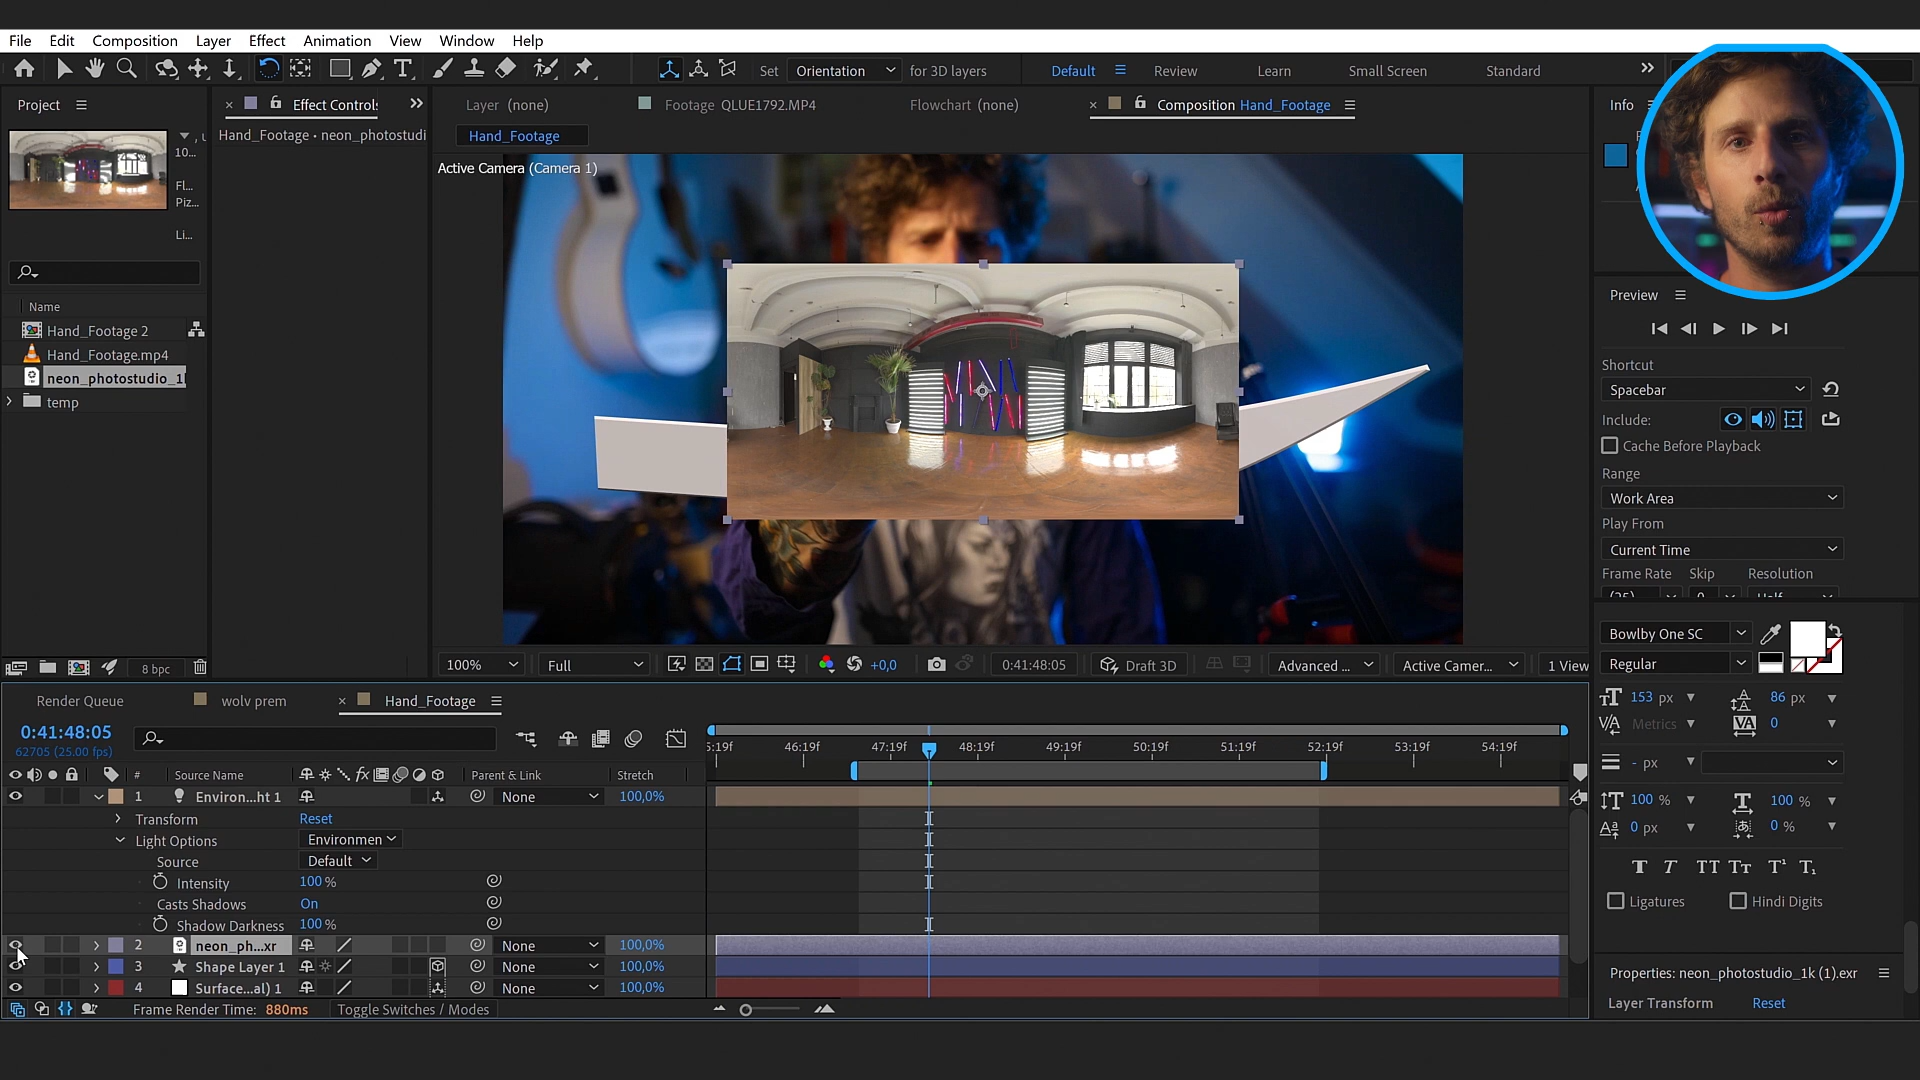 File Edit Composition Layer Effect Animation View Window Help
Set Orientation for 3D layers Default Review Learn Small Screen Standard
Project
Effect Controls
Layer (none)
Footage QLUE1792.MP4
Flowchart (none)
Composition Hand_Footage
Info
Hand_Footage • neon_photostudi
Hand_Footage
10...
Fl...
Piz...
Li...
Active Camera (Camera 1)
Name
Hand_Footage 2
Hand_Footage.mp4
neon_photostudio_1
temp
Preview
Shortcut
Spacebar
Include:
Cache Before Playback
Range
Work Area
Play From
Current Time
Frame Rate Skip Resolution
(25) 0 Half
8 bpc
100% Full +0,0 0:41:48:05 Draft 3D Advanced ... Active Camer... 1 View
Bowlby One SC
Regular
153 px 86 px
Metrics 0
- px
100 % 100 %
0 px 0 %
Ligatures Hindi Digits
Properties: neon_photostudio_1k (1).exr
Layer Transform Reset
Render Queue wolv prem Hand_Footage
0:41:48:05
62705 (25.00 fps)
5:19f 46:19f 47:19f 48:19f 49:19f 50:19f 51:19f 52:19f 53:19f 54:19f
# Source Name fx Parent & Link Stretch
1 Environ...ht 1 None 100,0%
Transform Reset
Light Options Environmen
Source Default
Intensity 100 %
Casts Shadows On
Shadow Darkness 100 %
2 neon_ph...xr None 100,0%
3 Shape Layer 1 None 100,0%
4 Surface...al) 1 None 100,0%
Frame Render Time: 880ms Toggle Switches / Modes